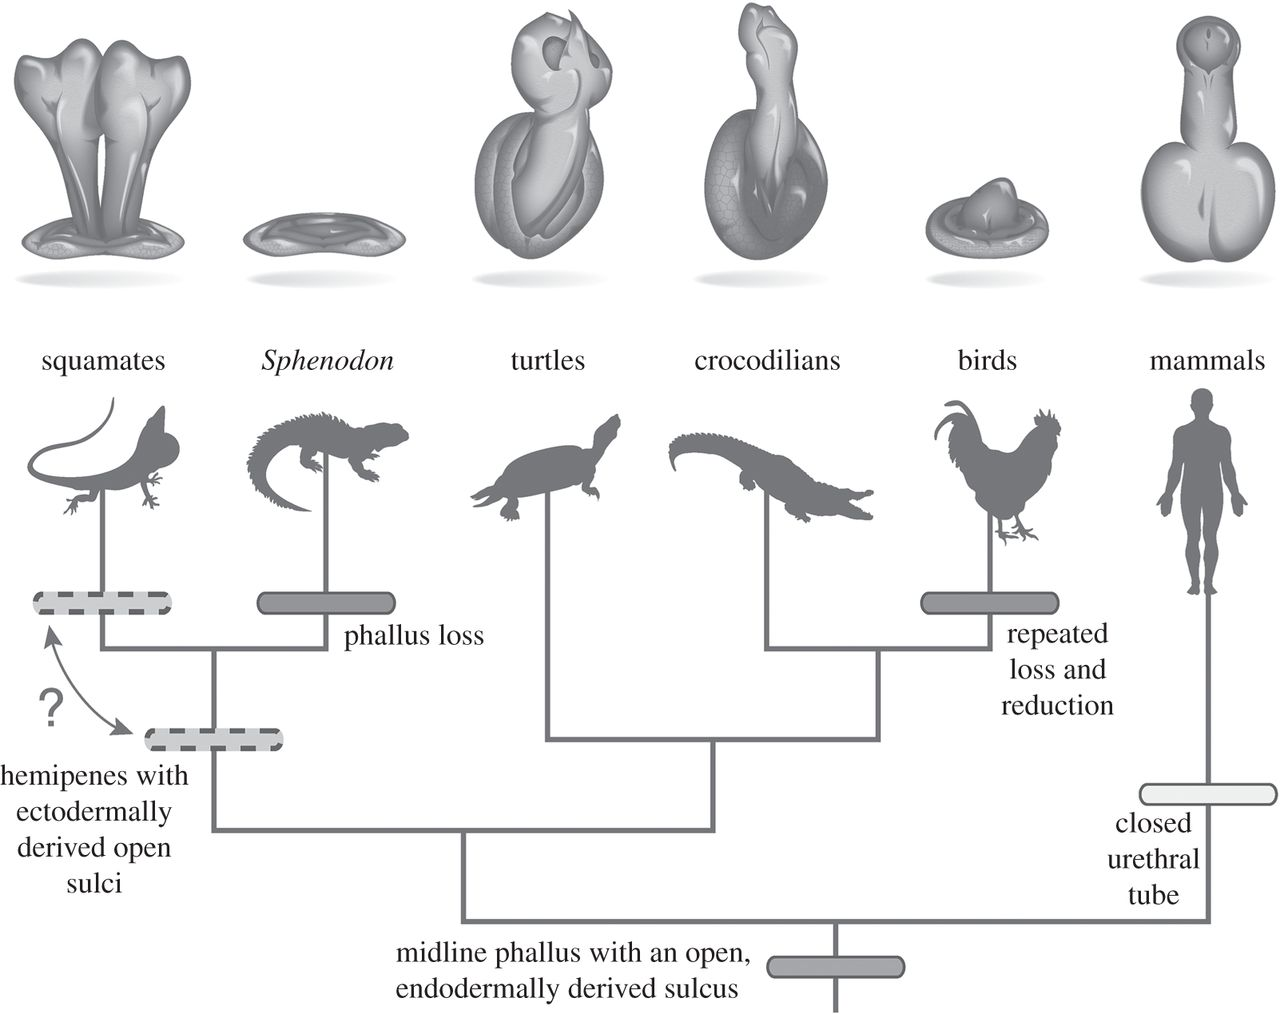 squamates
Sphenodon
turtles
crocodilians
birds
mammals
phallus loss
repeated
loss and
reduction
?
hemipenes with
ectodermally
derived open
sulci
closed
urethral
tube
midline phallus with an open,
endodermally derived sulcus